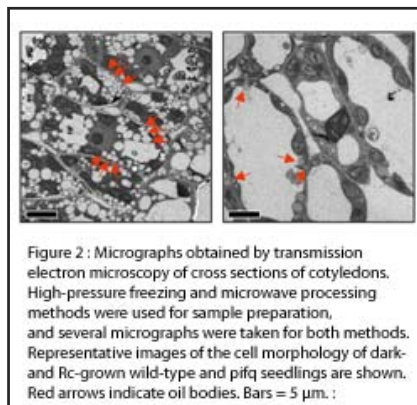 Figure 2 : Micrographs obtained by transmission
electron microscopy of cross sections of cotyledons.
High-pressure freezing and microwave processing
methods were used for sample preparation,
and several micrographs were taken for both methods.
Representative images of the cell morphology of dark-
and Rc-grown wild-type and pifq seedlings are shown.
Red arrows indicate oil bodies. Bars = 5 µm. :